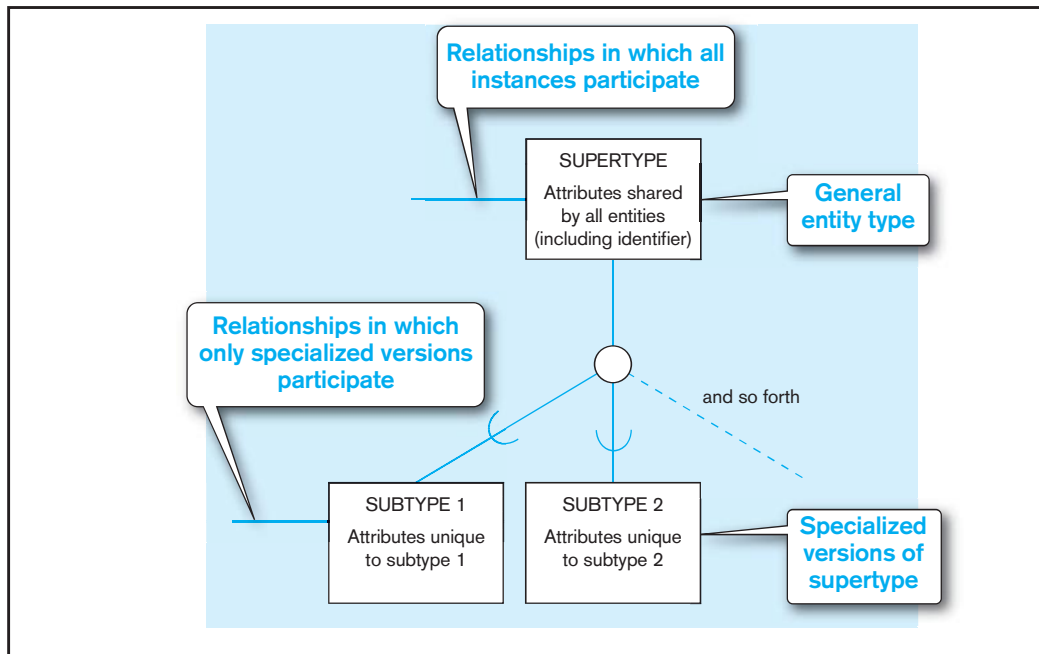 Relationships in which all
instances participate
SUPERTYPE
Attributes shared
by all entities
(including identifier)
General
entity type
Relationships in which
only specialized versions
participate
and so forth
SUBTYPE 1
Attributes unique
to subtype 1
SUBTYPE 2
Attributes unique
to subtype 2
Specialized
versions of
supertype